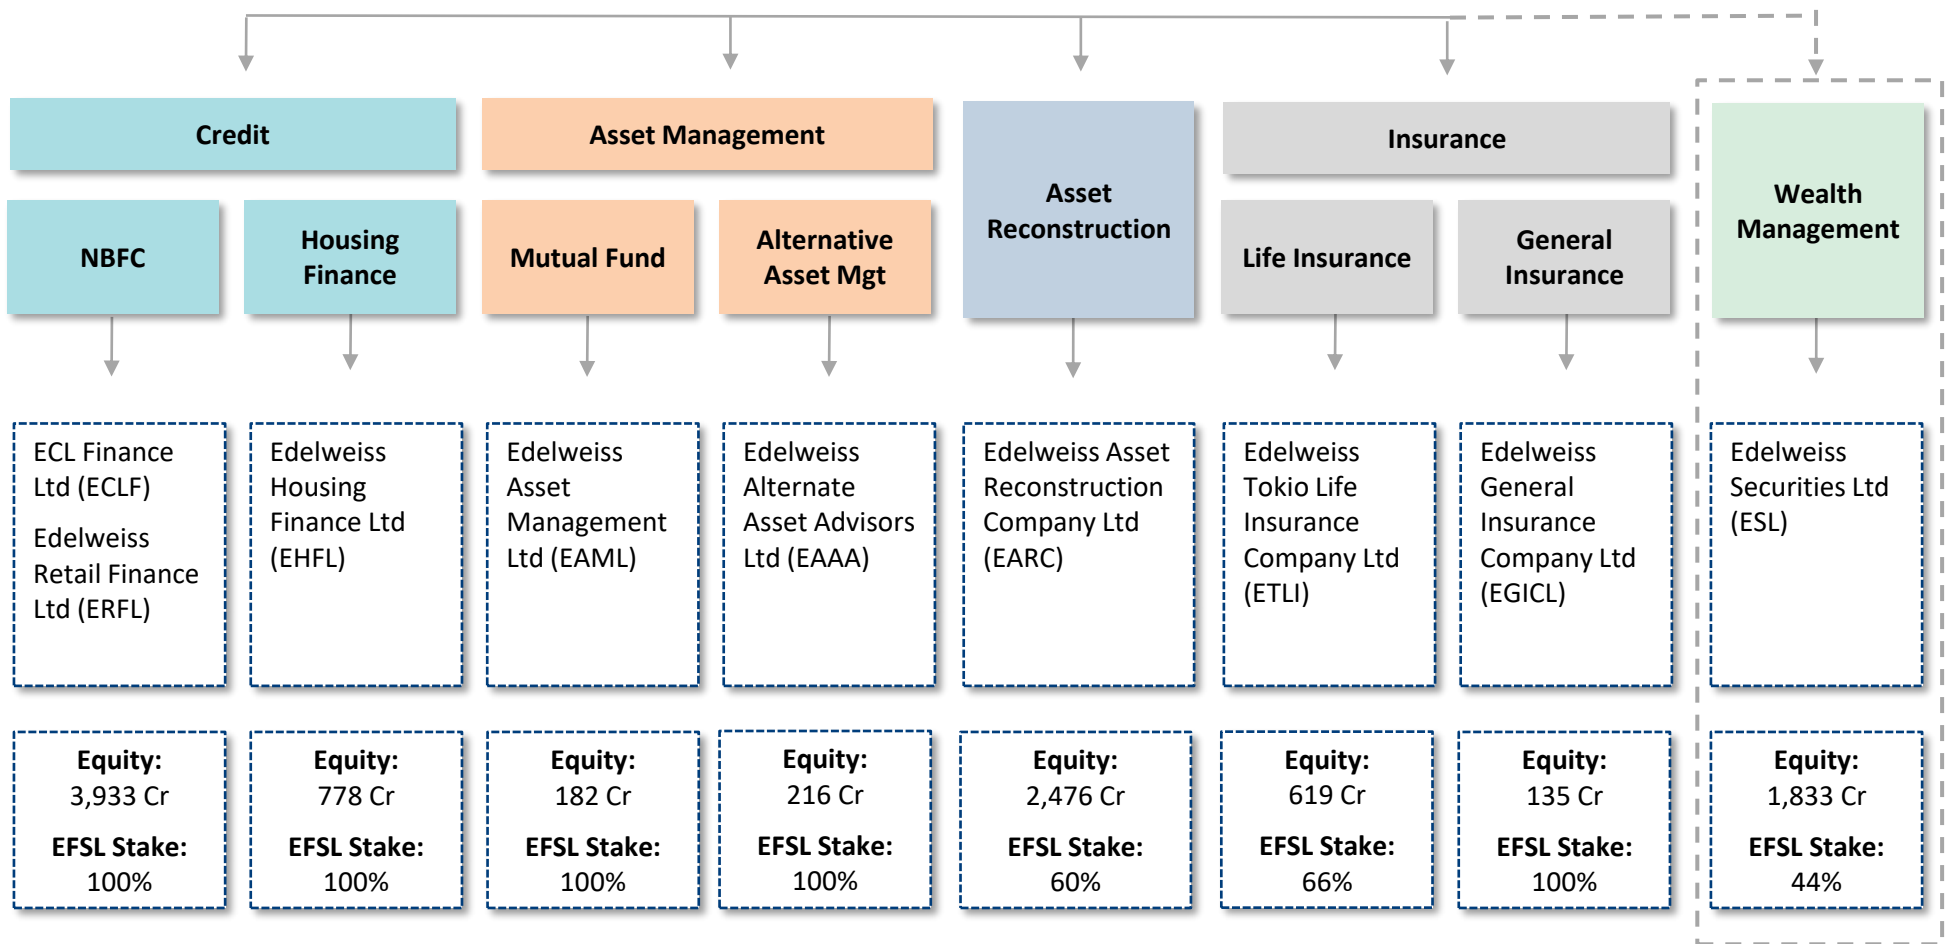 Credit
Asset Management
Asset
Reconstruction
Insurance
Wealth
Management
NBFC
Housing
Finance
Mutual Fund
Alternative
Asset Mgt
Life Insurance
General
Insurance
ECL Finance
Ltd (ECLF)
Edelweiss
Retail Finance
Ltd (ERFL)
Edelweiss
Housing
Finance Ltd
(EHFL)
Edelweiss
Asset
Management
Ltd (EAML)
Edelweiss
Alternate
Asset Advisors
Ltd (EAAA)
Edelweiss Asset
Reconstruction
Company Ltd
(EARC)
Edelweiss
Tokio Life
Insurance
Company Ltd
(ETLI)
Edelweiss
General
Insurance
Company Ltd
(EGICL)
Edelweiss
Securities Ltd
(ESL)
Equity:
3,933 Cr
EFSL Stake:
100%
Equity:
778 Cr
EFSL Stake:
100%
Equity:
182 Cr
EFSL Stake:
100%
Equity:
216 Cr
EFSL Stake:
100%
Equity:
2,476 Cr
EFSL Stake:
60%
Equity:
619 Cr
EFSL Stake:
66%
Equity:
135 Cr
EFSL Stake:
100%
Equity:
1,833 Cr
EFSL Stake:
44%